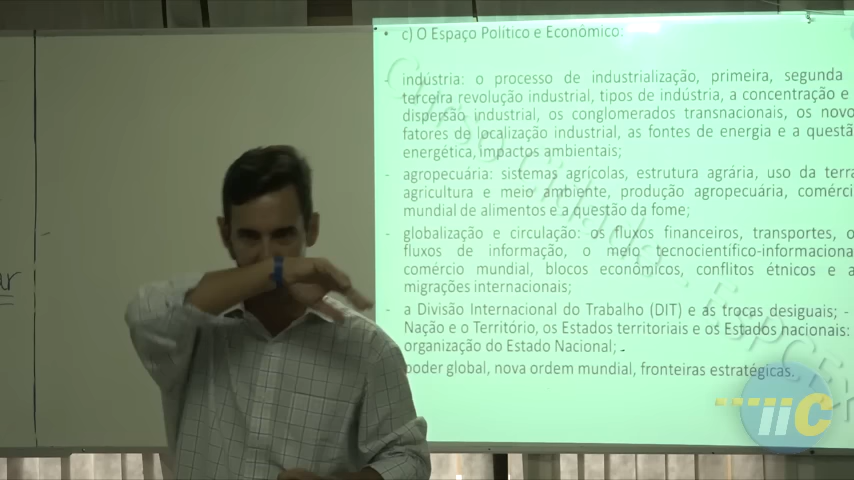 • c) O Espaço Político e Econômico:
- indústria: o processo de industrialização, primeira, segunda
terceira revolução industrial, tipos de indústria, a concentração e
dispersão industrial, os conglomerados transnacionais, os novo
fatores de localização industrial, as fontes de energia e a questã
energética, impactos ambientais;
- agropecuária: sistemas agrícolas, estrutura agrária, uso da terra
agricultura e meio ambiente, produção agropecuária, comérci
mundial de alimentos e a questão da fome;
- globalização e circulação: os fluxos financeiros, transportes, o
fluxos de informação, o meio tecnocientífico-informaciona
comércio mundial, blocos econômicos, conflitos étnicos e a
migrações internacionais;
- a Divisão Internacional do Trabalho (DIT) e as trocas desiguais; -
Nação e o Território, os Estados territoriais e os Estados nacionais:
organização do Estado Nacional; -
poder global, nova ordem mundial, fronteiras estratégicas.
ar
iiC